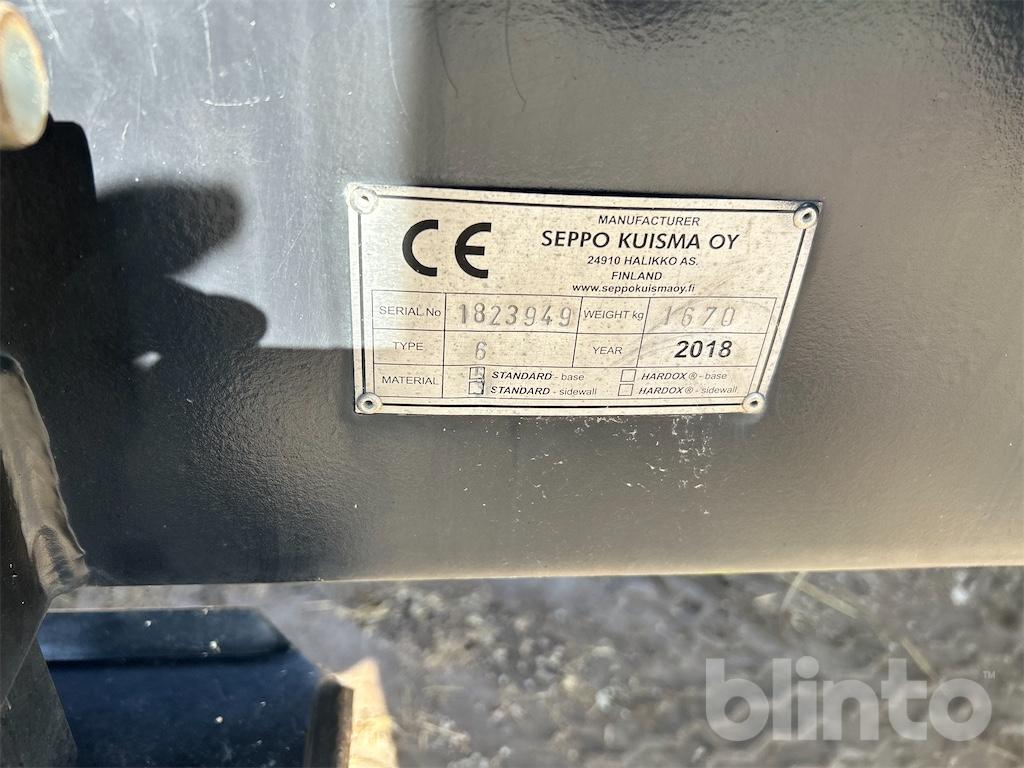 CE
MANUFACTURER
SEPPO KUISMA OY
24910 HALIKKO AS.
FINLAND
www.seppokuismaoy.fi
SERIAL No 1823949 WEIGHT kg 1670
TYPE 6 YEAR 2018
MATERIAL STANDARD - base HARDOX® - base
STANDARD - sidewall HARDOX® - sidewall
blinto™